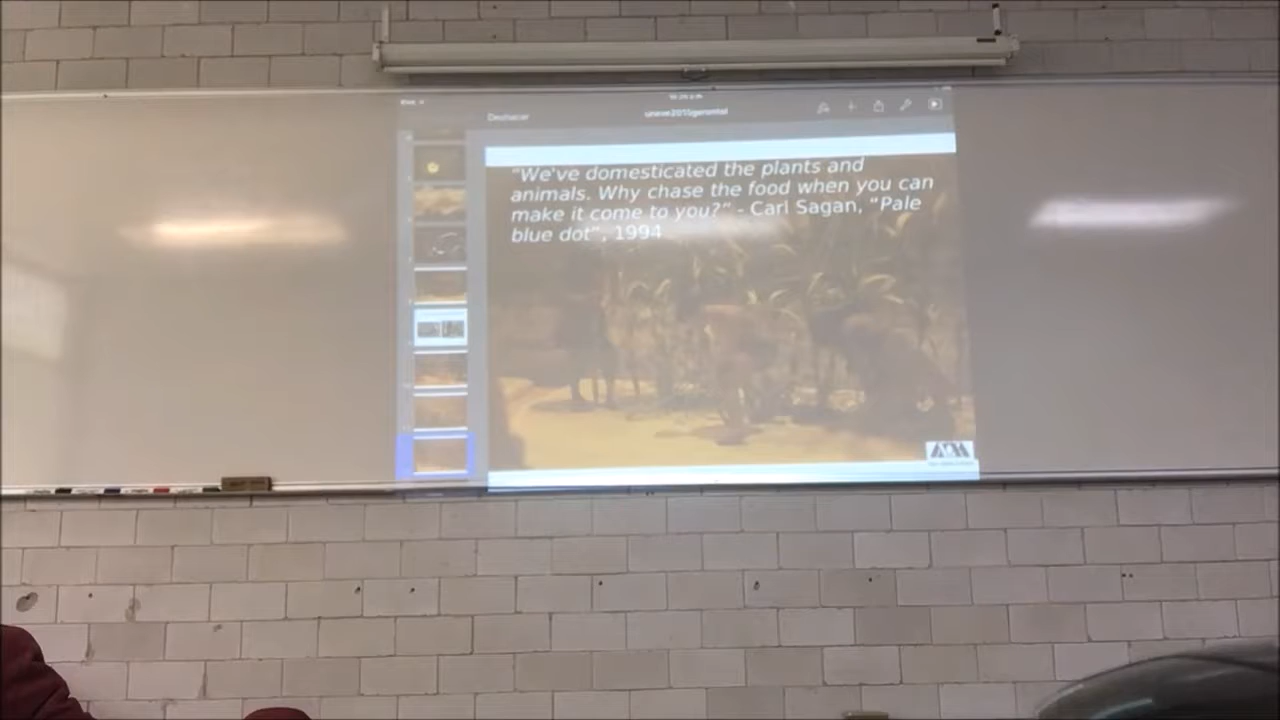 Deshacer
"We've domesticated the plants and
animals. Why chase the food when you can
make it come to you?" - Carl Sagan, "Pale
blue dot", 1994